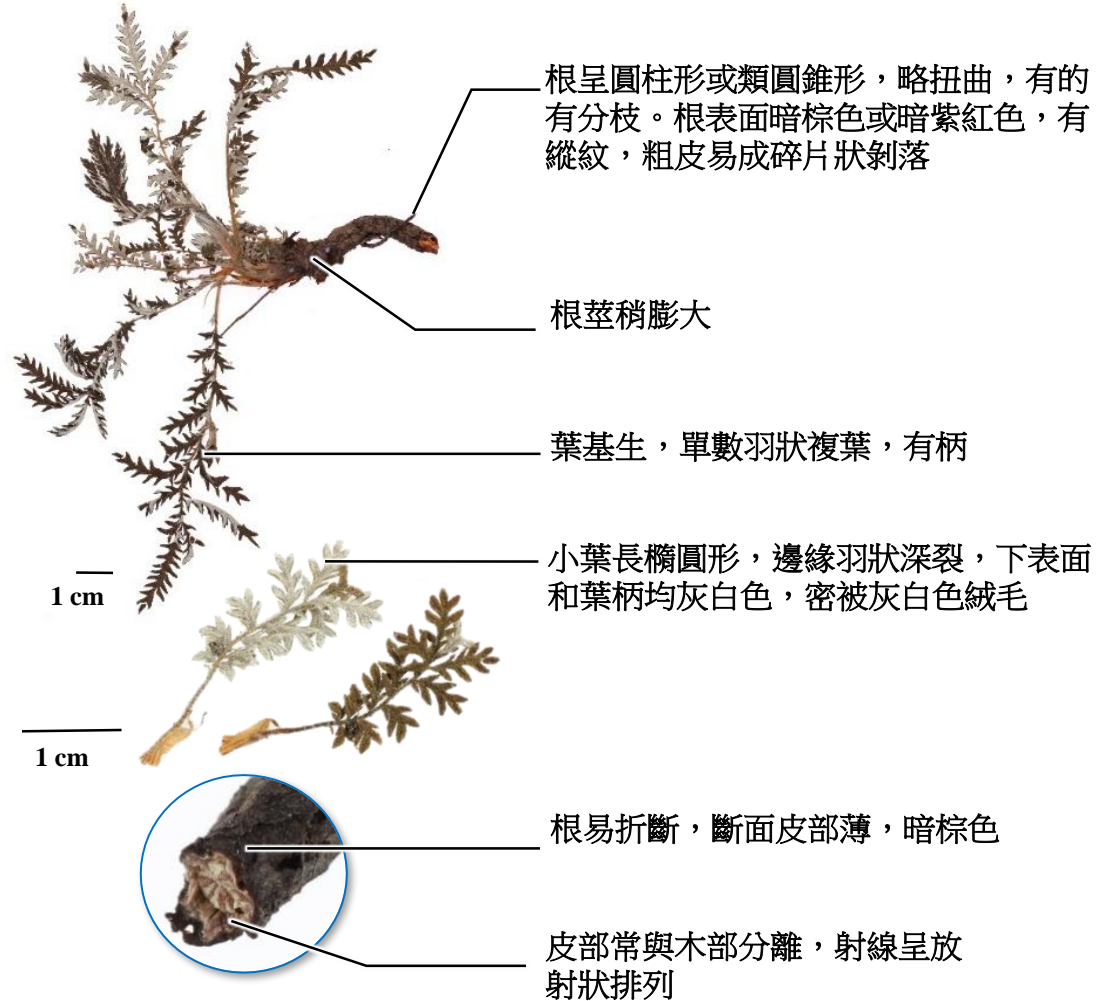 根呈圓柱形或類圓錐形，略扭曲，有的
有分枝。根表面暗棕色或暗紫紅色，有
縱紋，粗皮易成碎片狀剝落
根莖稍膨大
葉基生，單數羽狀複葉，有柄
小葉長橢圓形，邊緣羽狀深裂，下表面
和葉柄均灰白色，密被灰白色絨毛
1 cm
1 cm
根易折斷，斷面皮部薄，暗棕色
皮部常與木部分離，射線呈放
射狀排列